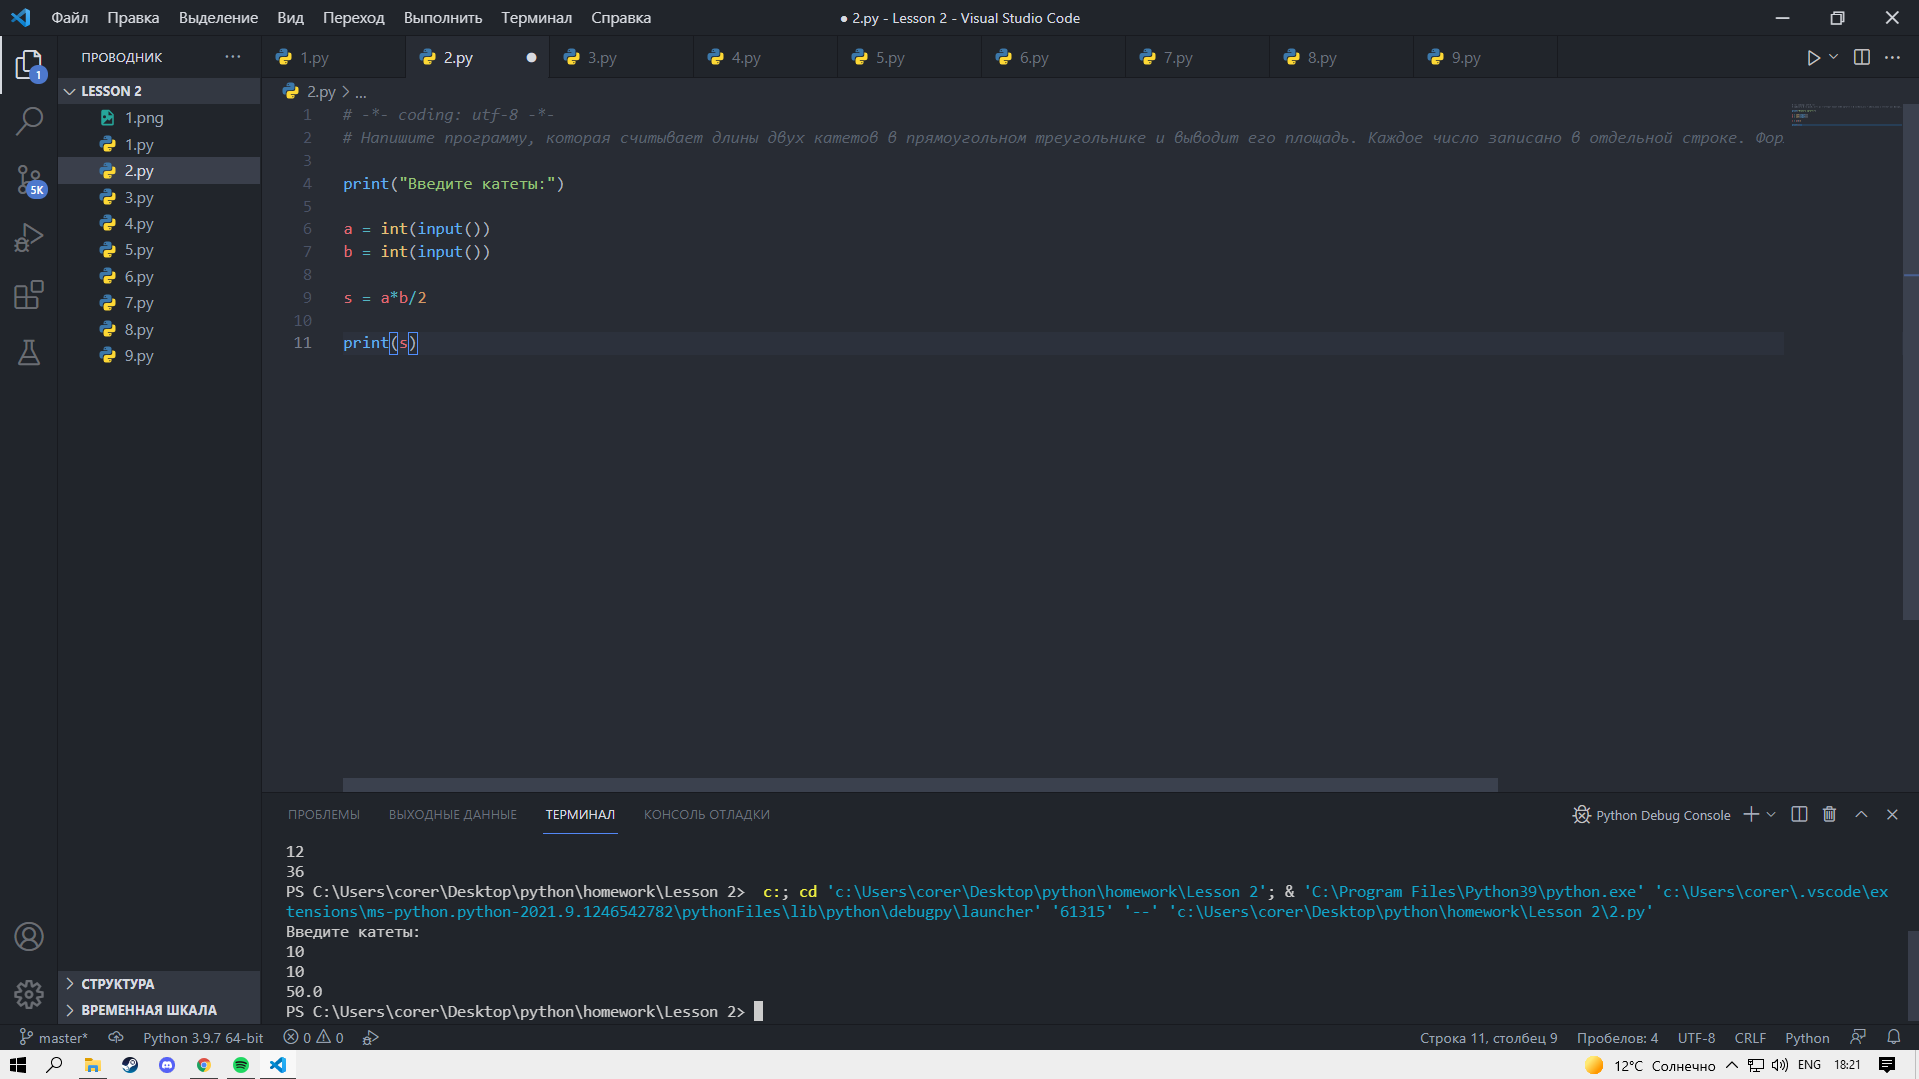 Файл Правка Выделение Вид Переход Выполнить Терминал Справка
● 2.py - Lesson 2 - Visual Studio Code
ПРОВОДНИК
1.py 2.py 3.py 4.py 5.py 6.py 7.py 8.py 9.py
LESSON 2
1.png
1.py
2.py
3.py
4.py
5.py
6.py
7.py
8.py
9.py
1
5K
2.py > ...
1 # -*- coding: utf-8 -*-
2 # Напишите программу, которая считывает длины двух катетов в прямоугольном треугольнике и выводит его площадь. Каждое число записано в отдельной строке. Фор
3
4 print("Введите катеты:")
5
6 a = int(input())
7 b = int(input())
8
9 s = a*b/2
10
11 print(s)
ПРОБЛЕМЫ ВЫХОДНЫЕ ДАННЫЕ ТЕРМИНАЛ КОНСОЛЬ ОТЛАДКИ
Python Debug Console
12
36
PS C:\Users\corer\Desktop\python\homework\Lesson 2>  c:; cd 'c:\Users\corer\Desktop\python\homework\Lesson 2'; & 'C:\Program Files\Python39\python.exe' 'c:\Users\corer\.vscode\ex
tensions\ms-python.python-2021.9.1246542782\pythonFiles\lib\python\debugpy\launcher' '61315' '--' 'c:\Users\corer\Desktop\python\homework\Lesson 2\2.py'
Введите катеты:
10
10
50.0
PS C:\Users\corer\Desktop\python\homework\Lesson 2>
СТРУКТУРА
ВРЕМЕННАЯ ШКАЛА
master* Python 3.9.7 64-bit 0 0
Строка 11, столбец 9 Пробелов: 4 UTF-8 CRLF Python
12°C Солнечно ENG 18:21